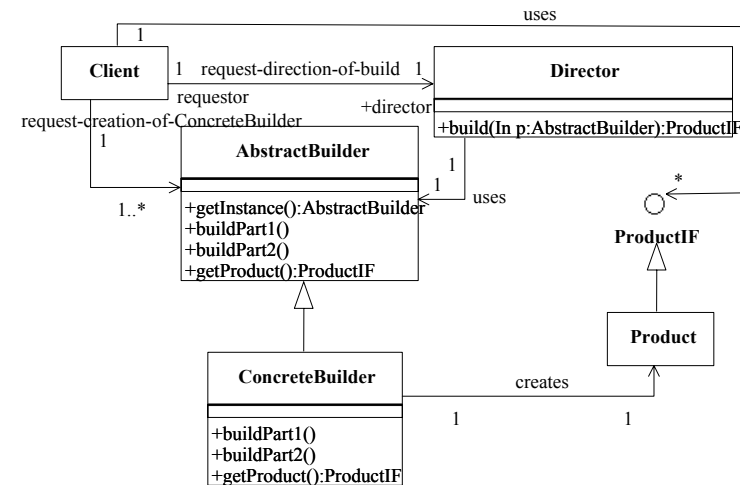 uses
1
Client
1 request-direction-of-build 1
Director
requestor
+director
request-creation-of-ConcreteBuilder
+build(In p:AbstractBuilder):ProductIF
1
AbstractBuilder
1
1
*
uses
1..*
+getInstance():AbstractBuilder
+buildPart1()
+buildPart2()
+getProduct():ProductIF
ProductIF
Product
ConcreteBuilder
creates
1
1
+buildPart1()
+buildPart2()
+getProduct():ProductIF